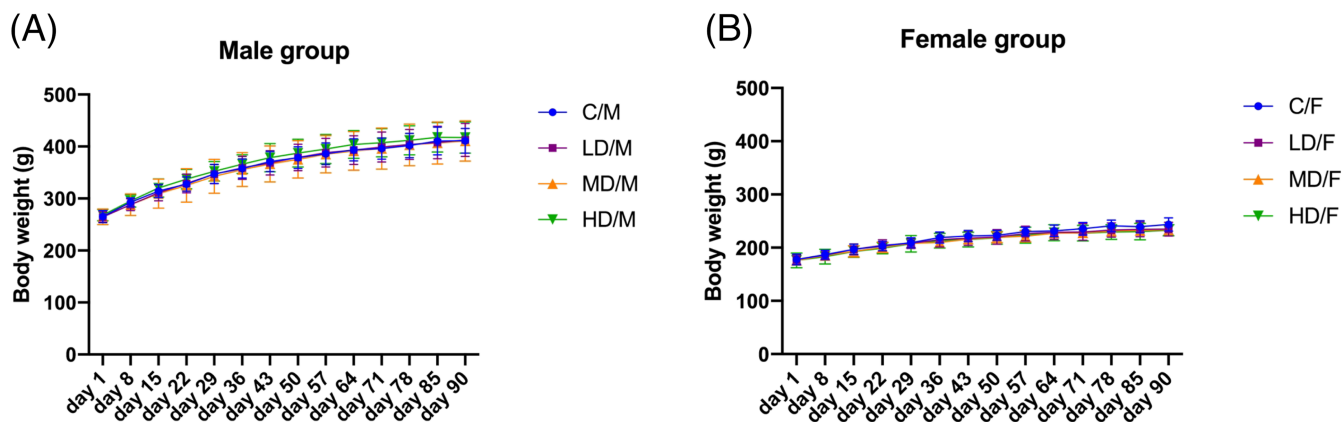 (A)
Male group
Body weight (g)
500
400
300
200
100
0
day 1
day 8
day 15
day 22
day 29
day 36
day 43
day 50
day 57
day 64
day 71
day 78
day 85
day 90
C/M
LD/M
MD/M
HD/M
(B)
Female group
Body weight (g)
500
400
300
200
100
0
day 1
day 8
day 15
day 22
day 29
day 36
day 43
day 50
day 57
day 64
day 71
day 78
day 85
day 90
C/F
LD/F
MD/F
HD/F